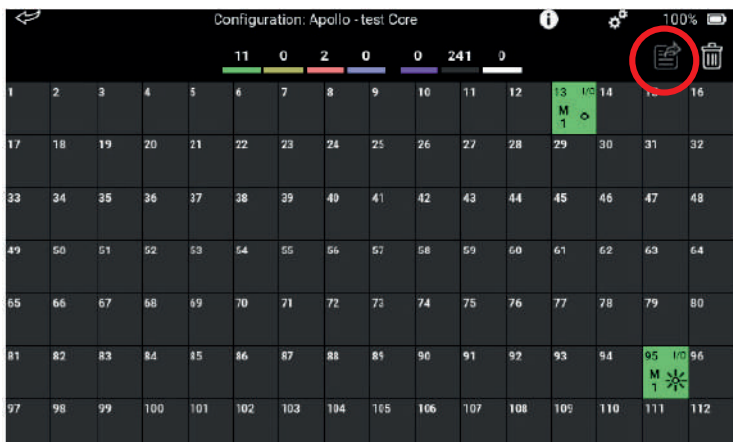 Configuration: Apollo - test Core 100%
11 0 2 0 0 241 0
1 2 3 4 5 6 7 8 9 10 11 12 13 I/O 14 15 16
M
1
17 18 19 20 21 22 23 24 25 26 27 28 29 30 31 32
33 34 35 36 37 38 39 40 41 42 43 44 45 46 47 48
49 50 51 52 53 54 55 56 57 58 59 60 61 62 63 64
65 66 67 68 69 70 71 72 73 74 75 76 77 78 79 80
81 82 83 84 85 86 87 88 89 90 91 92 93 94 95 I/O 96
M
1
97 98 99 100 101 102 103 104 105 106 107 108 109 110 111 112